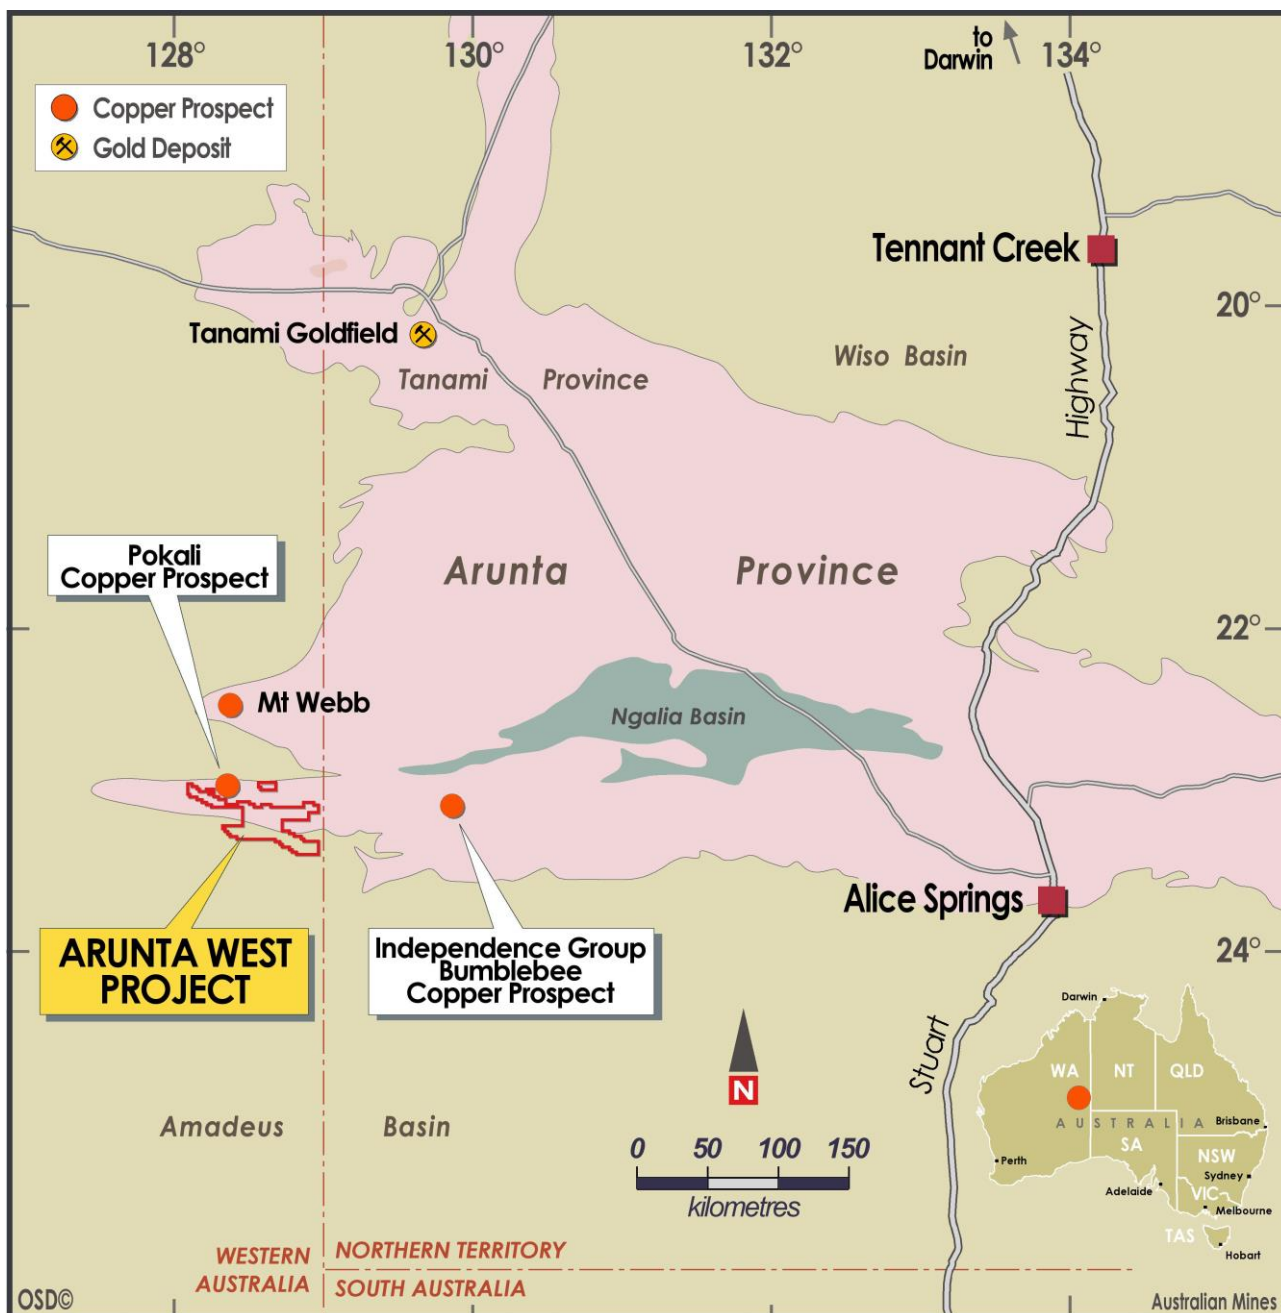 128°
130°
132°
134°
to
Darwin
Copper Prospect
Gold Deposit
Tennant Creek
20°
Tanami Goldfield
Wiso Basin
Tanami Province
Highway
Pokali
Copper Prospect
Arunta Province
22°
Mt Webb
Ngalia Basin
Alice Springs
ARUNTA WEST
PROJECT
Independence Group
Bumblebee
Copper Prospect
24°
Stuart
N
Amadeus Basin
0 50 100 150
kilometres
Darwin
WA
NT
QLD
AUSTRALIA
Brisbane
SA
Perth
NSW
Sydney
Adelaide
VIC
Melbourne
TAS
Hobart
WESTERN
AUSTRALIA
NORTHERN TERRITORY
SOUTH AUSTRALIA
OSD©
Australian Mines